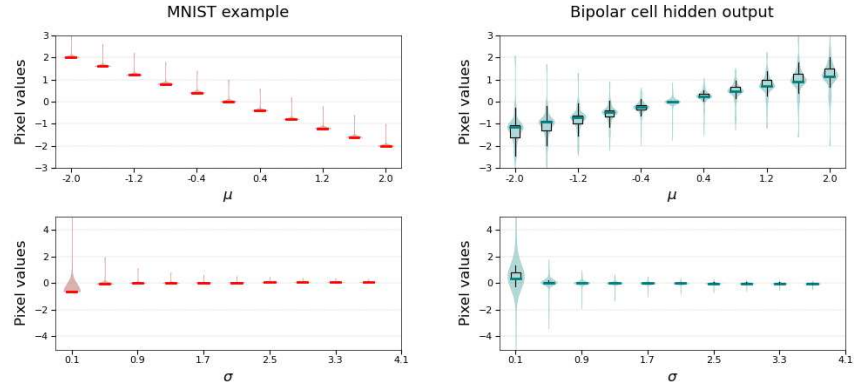 MNIST example
Bipolar cell hidden output
Pixel values
3
2
1
0
−1
−2
−3
-2.0 -1.2 -0.4 0.4 1.2 2.0
μ
Pixel values
3
2
1
0
−1
−2
−3
-2.0 -1.2 -0.4 0.4 1.2 2.0
μ
Pixel values
4
2
0
−2
−4
0.1 0.9 1.7 2.5 3.3 4.1
σ
Pixel values
4
2
0
−2
−4
0.1 0.9 1.7 2.5 3.3 4.1
σ